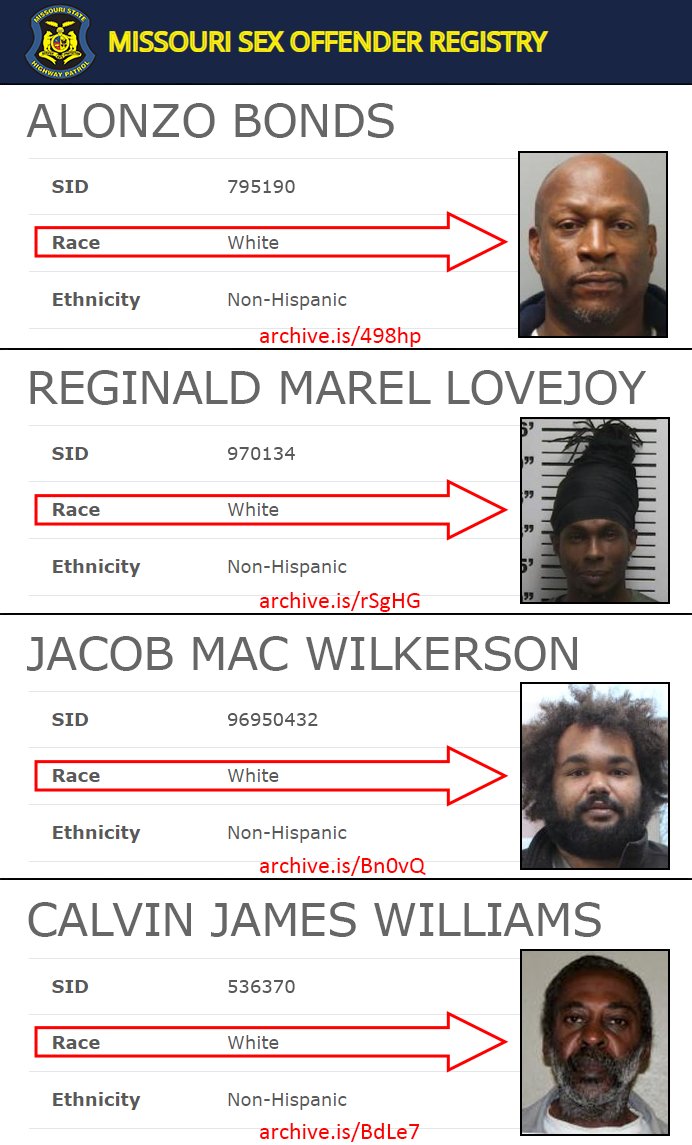 MISSOURI STATE
HIGHWAY PATROL
MISSOURI SEX OFFENDER REGISTRY
ALONZO BONDS
SID 795190
Race White
Ethnicity Non-Hispanic
archive.is/498hp
REGINALD MAREL LOVEJOY
SID 970134
Race White
Ethnicity Non-Hispanic
archive.is/rSgHG
JACOB MAC WILKERSON
SID 96950432
Race White
Ethnicity Non-Hispanic
archive.is/Bn0vQ
CALVIN JAMES WILLIAMS
SID 536370
Race White
Ethnicity Non-Hispanic
archive.is/BdLe7